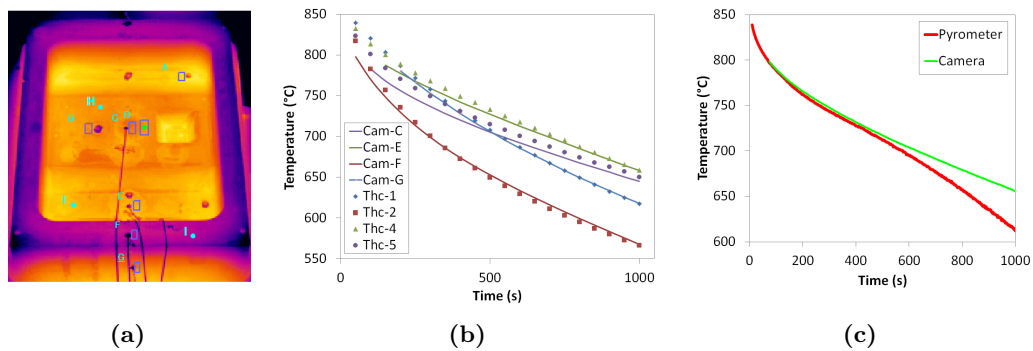 A
H
B
C
D
E
I
I
F
G
850
800
750
700
650
600
550
0
500
1000
Temperature (°C)
Time (s)
Cam-C
Cam-E
Cam-F
Cam-G
Thc-1
Thc-2
Thc-4
Thc-5
850
800
750
700
650
600
0
200
400
600
800
1000
Temperature (°C)
Time (s)
Pyrometer
Camera
(a)
(b)
(c)